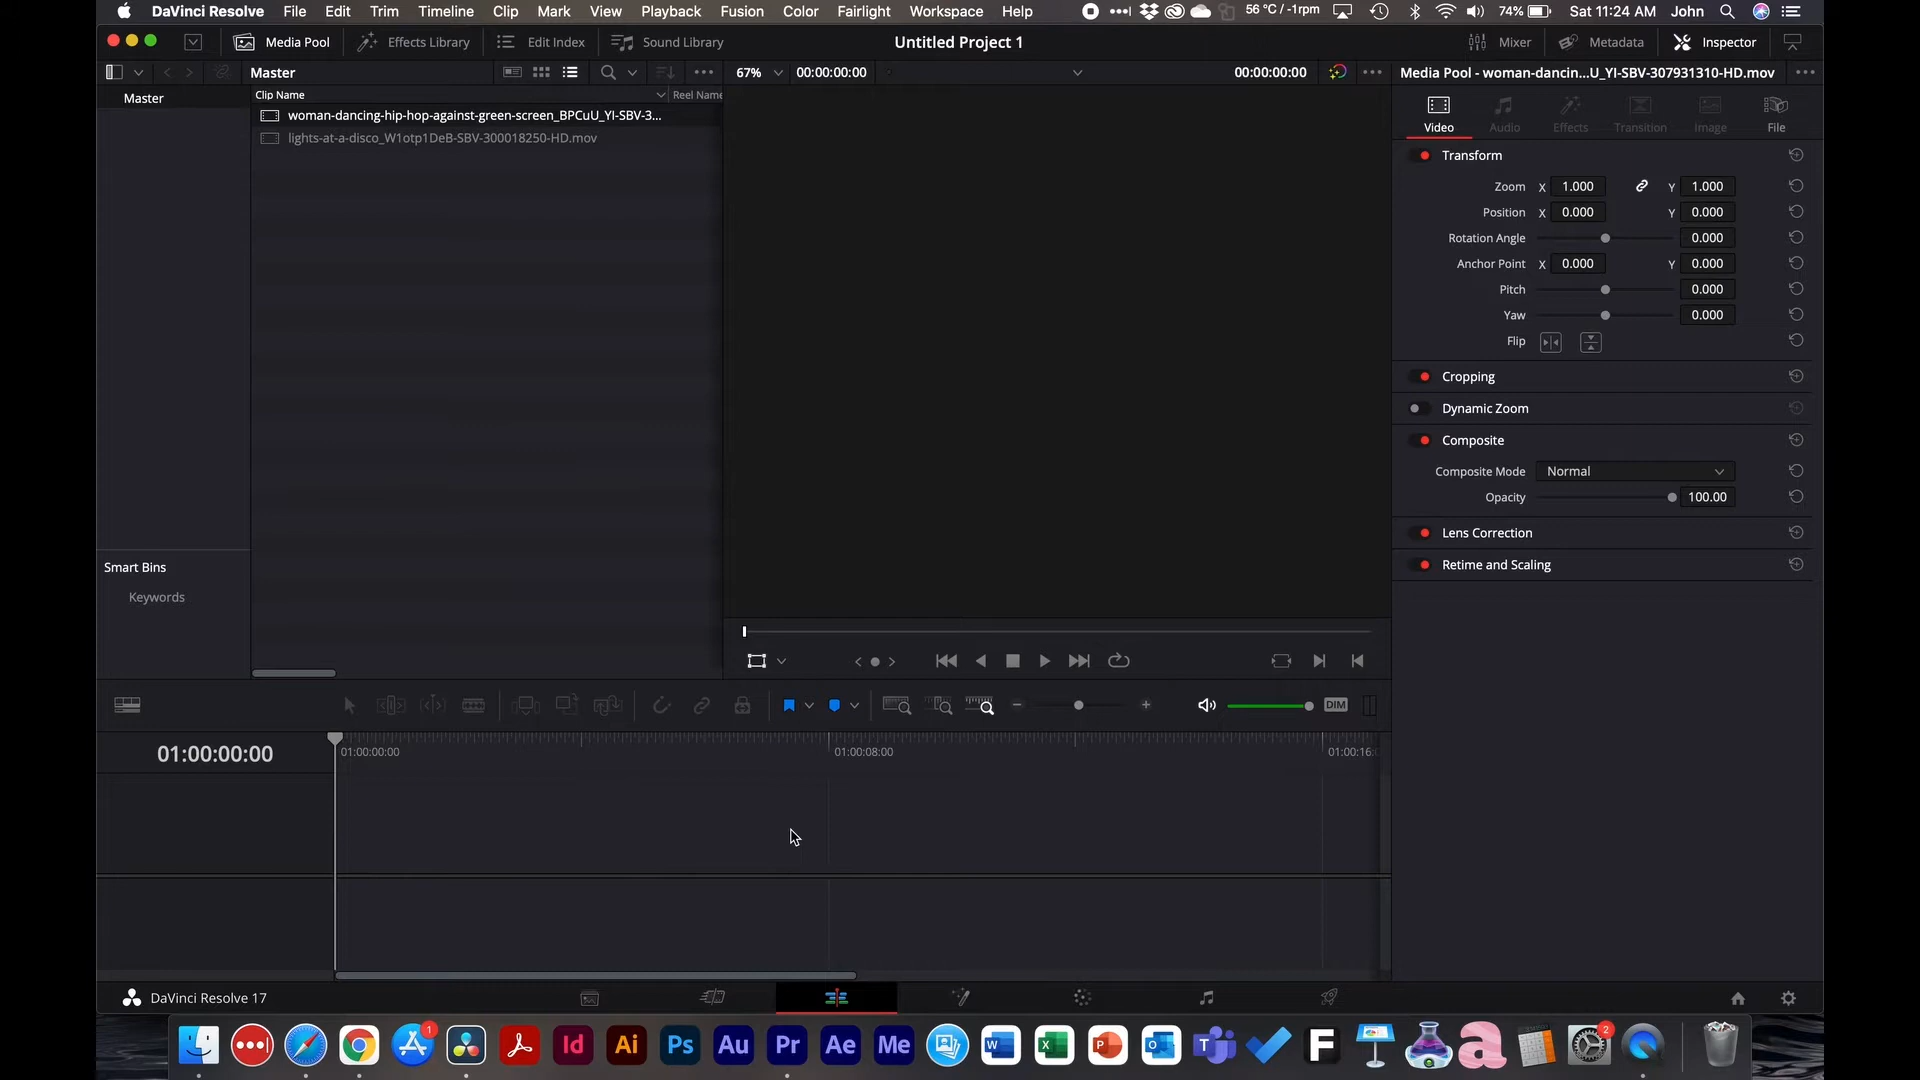 DaVinci Resolve File Edit Trim Timeline Clip Mark View Playback Fusion Color Fairlight Workspace Help 56 °C / -1rpm 74% Sat 11:24 AM John
Media Pool Effects Library Edit Index Sound Library Untitled Project 1 Mixer Metadata Inspector
Master 67% 00:00:00:00 00:00:00:00 Media Pool - woman-dancin...U_YI-SBV-307931310-HD.mov
Master Clip Name Reel Name
woman-dancing-hip-hop-against-green-screen_BPCuU_YI-SBV-3...
lights-at-a-disco_W1otp1DeB-SBV-300018250-HD.mov
Video Audio Effects Transition Image File
Transform
Zoom X 1.000 Y 1.000
Position X 0.000 Y 0.000
Rotation Angle 0.000
Anchor Point X 0.000 Y 0.000
Pitch 0.000
Yaw 0.000
Flip
Cropping
Dynamic Zoom
Composite
Composite Mode Normal
Opacity 100.00
Lens Correction
Retime and Scaling
Smart Bins
Keywords
DIM
01:00:00:00 01:00:00:00 01:00:08:00 01:00:16:
DaVinci Resolve 17
1 Id Ai Ps Au Pr Ae Me W X P O T F a 2